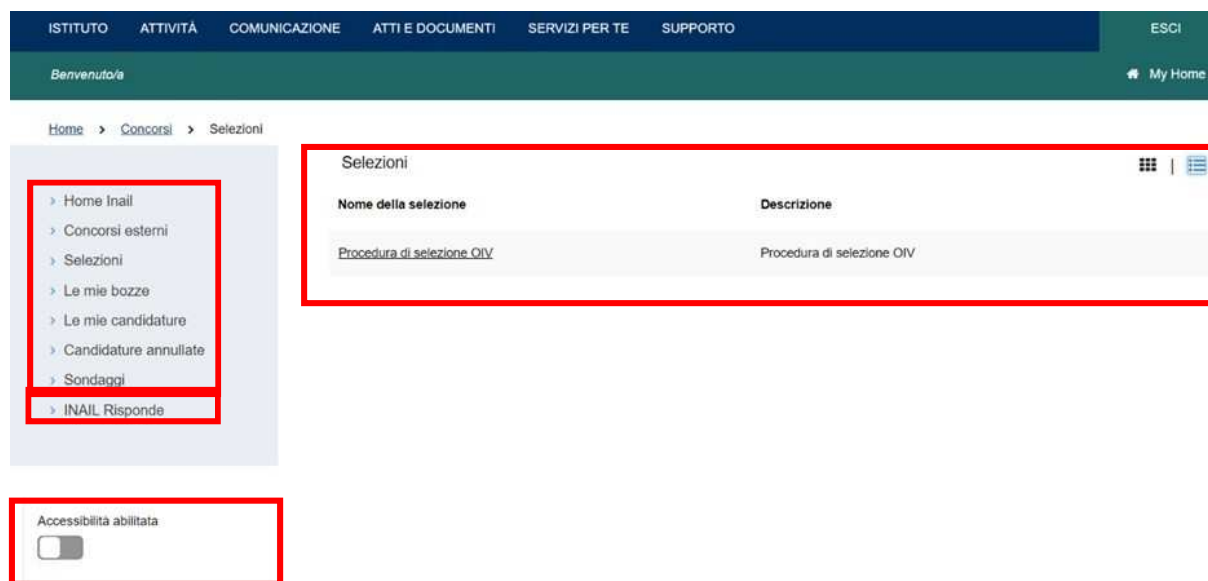 ISTITUTO ATTIVITÀ COMUNICAZIONE ATTI E DOCUMENTI SERVIZI PER TE SUPPORTO ESCI
Benvenuto/a My Home
Home > Concorsi > Selezioni
Selezioni
Nome della selezione Descrizione
Procedura di selezione OIV Procedura di selezione OIV
Home Inail
Concorsi esterni
Selezioni
Le mie bozze
Le mie candidature
Candidature annullate
Sondaggi
INAIL Risponde
Accessibilità abilitata